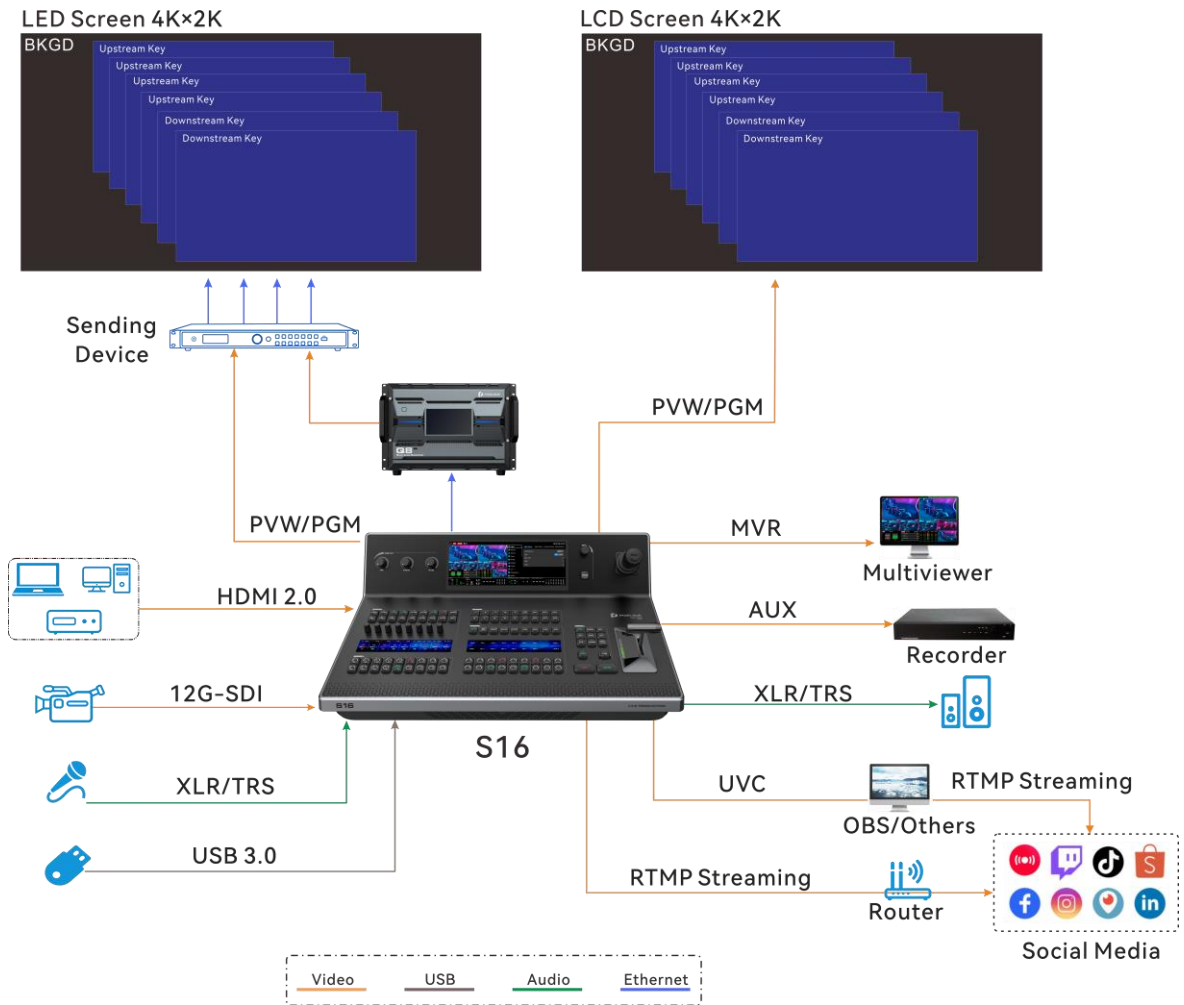 LED Screen 4K×2K
LCD Screen 4K×2K
BKGD
Upstream Key
Upstream Key
Upstream Key
Upstream Key
Downstream Key
Downstream Key
BKGD
Upstream Key
Upstream Key
Upstream Key
Upstream Key
Downstream Key
Downstream Key
Sending
Device
PVW/PGM
PVW/PGM
MVR
Multiviewer
HDMI 2.0
AUX
Recorder
12G-SDI
XLR/TRS
S16
S16
XLR/TRS
UVC
OBS/Others
RTMP Streaming
USB 3.0
RTMP Streaming
Router
Social Media
Video
USB
Audio
Ethernet